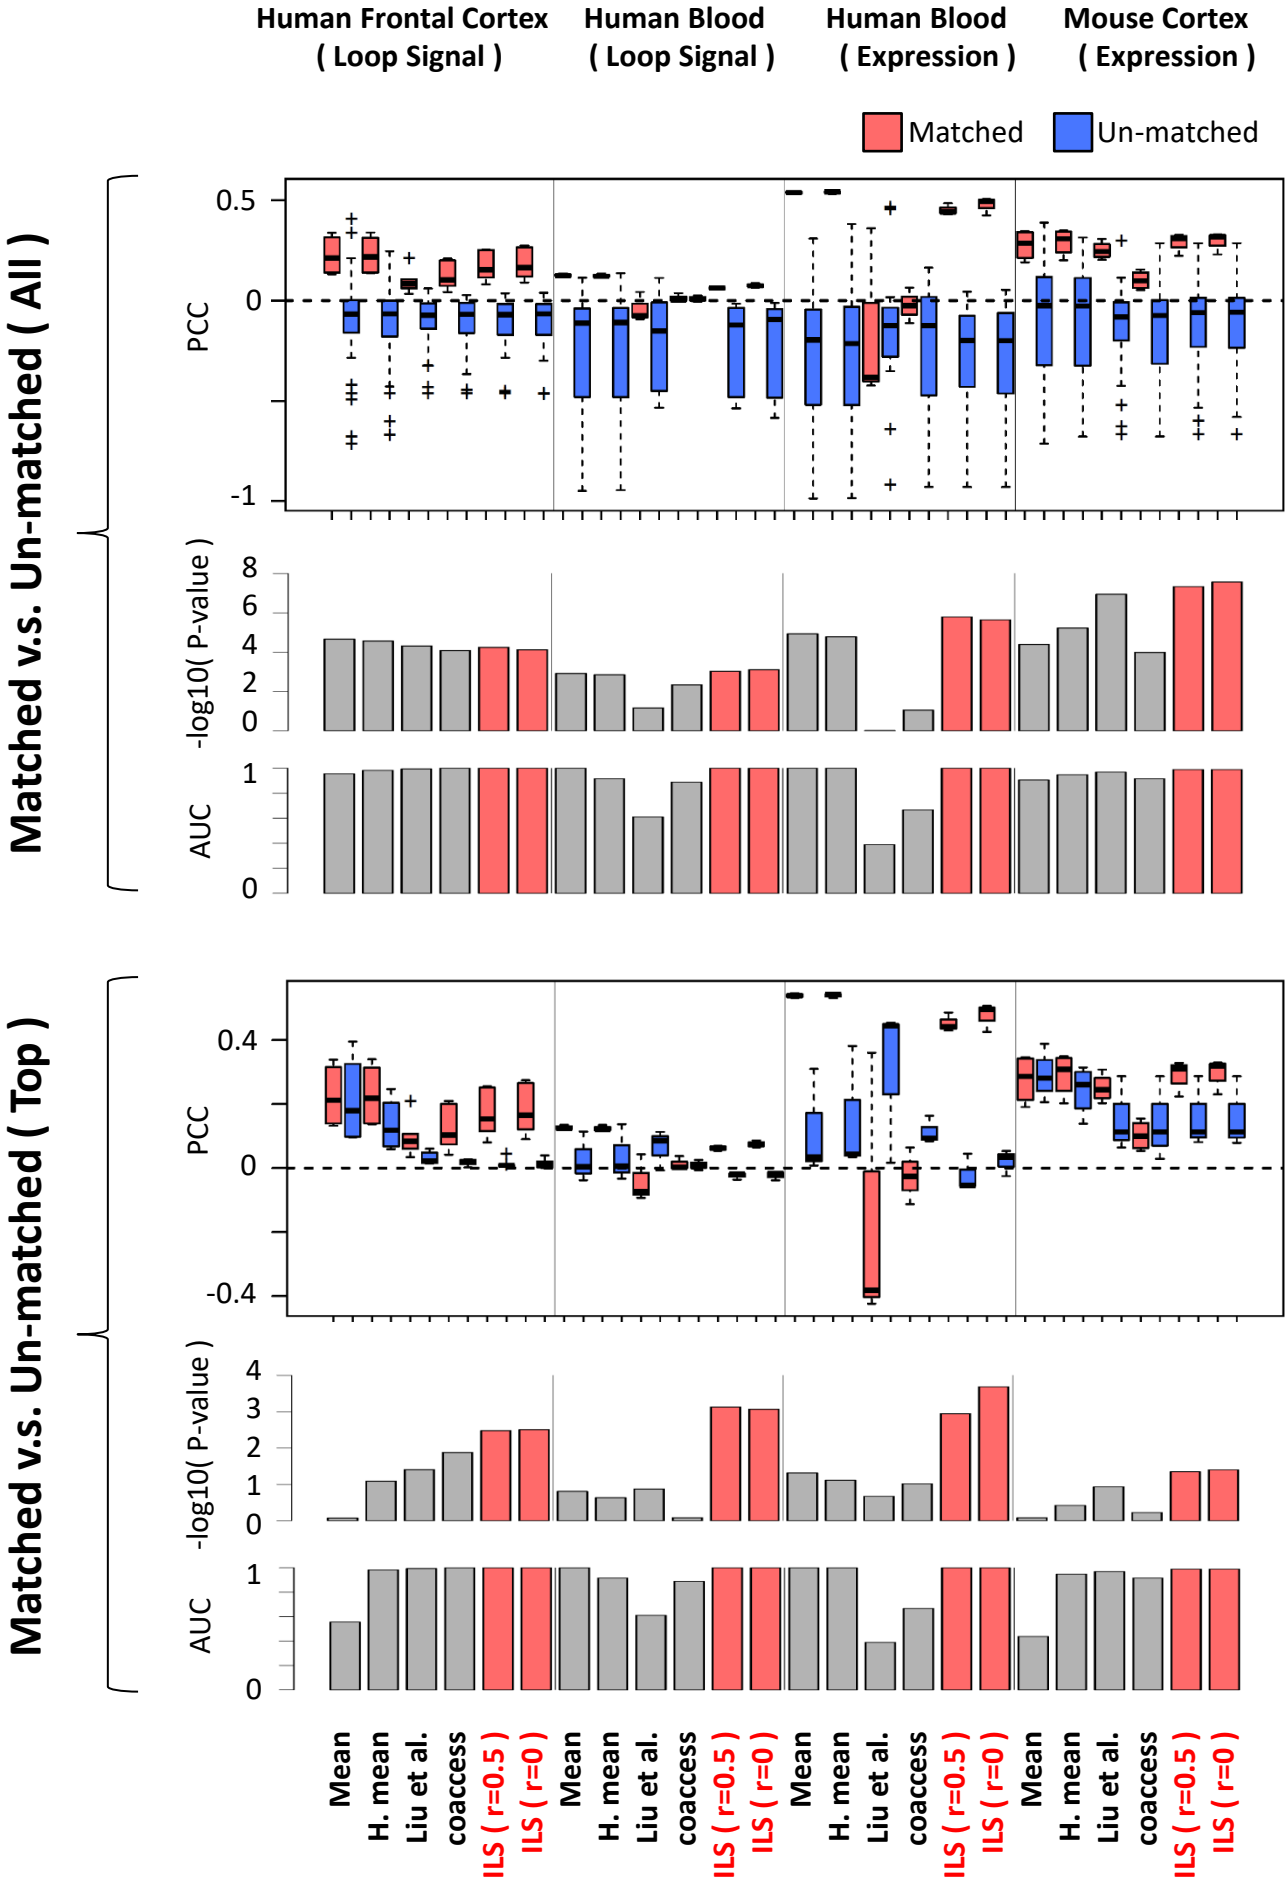 Human Frontal Cortex Human Blood Human Blood Mouse Cortex
( Loop Signal ) ( Loop Signal ) ( Expression ) ( Expression )
Matched Un-matched
Matched v.s. Un-matched ( All )
PCC
0.5
0
-1
-log10( P-value )
8
6
4
2
0
AUC
1
0
Matched v.s. Un-matched ( Top )
PCC
0.4
0
-0.4
-log10( P-value )
4
3
2
1
0
AUC
1
0
Mean
H. mean
Liu et al.
coaccess
ILS ( r=0.5 )
ILS ( r=0 )
Mean
H. mean
Liu et al.
coaccess
ILS ( r=0.5 )
ILS ( r=0 )
Mean
H. mean
Liu et al.
coaccess
ILS ( r=0.5 )
ILS ( r=0 )
Mean
H. mean
Liu et al.
coaccess
ILS ( r=0.5 )
ILS ( r=0 )